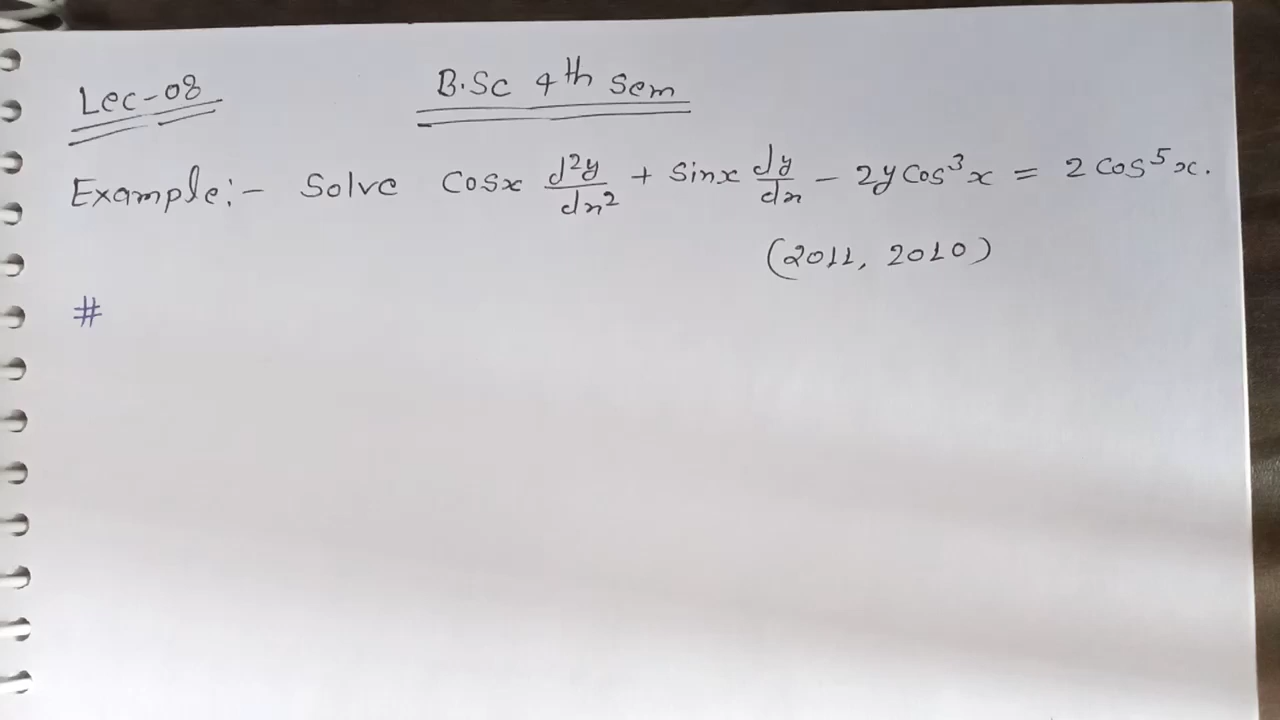 Lec-08
B.Sc 4th Sem
Example:- Solve Cosx d²y/dx² + Sinx dy/dx - 2y Cos³x = 2 Cos⁵x.
(2011, 2010)
#